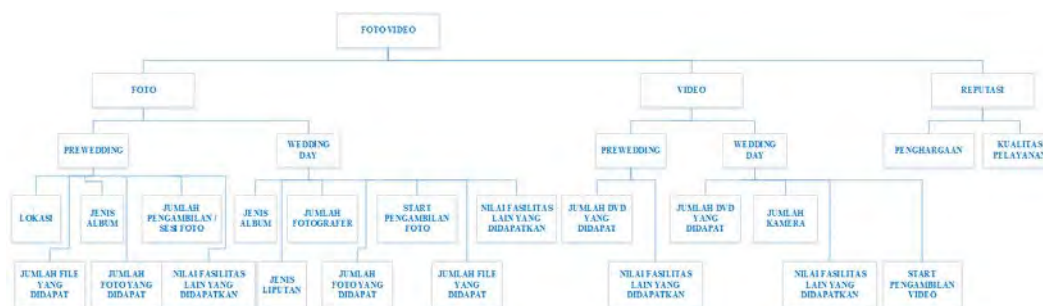 FOTO VIDEO
FOTO
VIDEO
REPUTASI
PREWEDDING
WEDDING
DAY
PREWEDDING
WEDDING
DAY
PENGHARGAAN
KUALITAS
PELAYANAN
LOKASI
JENIS
ALBUM
JUMLAH
PENGAMBILAN /
SESI FOTO
JENIS
ALBUM
JUMLAH
FOTOGRAFER
START
PENGAMBILAN
FOTO
NILAI FASILITAS
LAIN YANG
DIDAPATKAN
JUMLAH DVD
YANG
DIDAPAT
JUMLAH DVD
YANG
DIDAPAT
JUMLAH
KAMERA
JUMLAH FILE
YANG
DIDAPAT
JUMLAH
FOTO YANG
DIDAPAT
NILAI FASILITAS
LAIN YANG
DIDAPATKAN
JENIS
LIPUTAN
JUMLAH
FOTO YANG
DIDAPAT
JUMLAH FILE
YANG
DIDAPAT
NILAI FASILITAS
LAIN YANG
DIDAPATKAN
NILAI FASILITAS
LAIN YANG
DIDAPATKAN
START
PENGAMBILAN
VIDEO